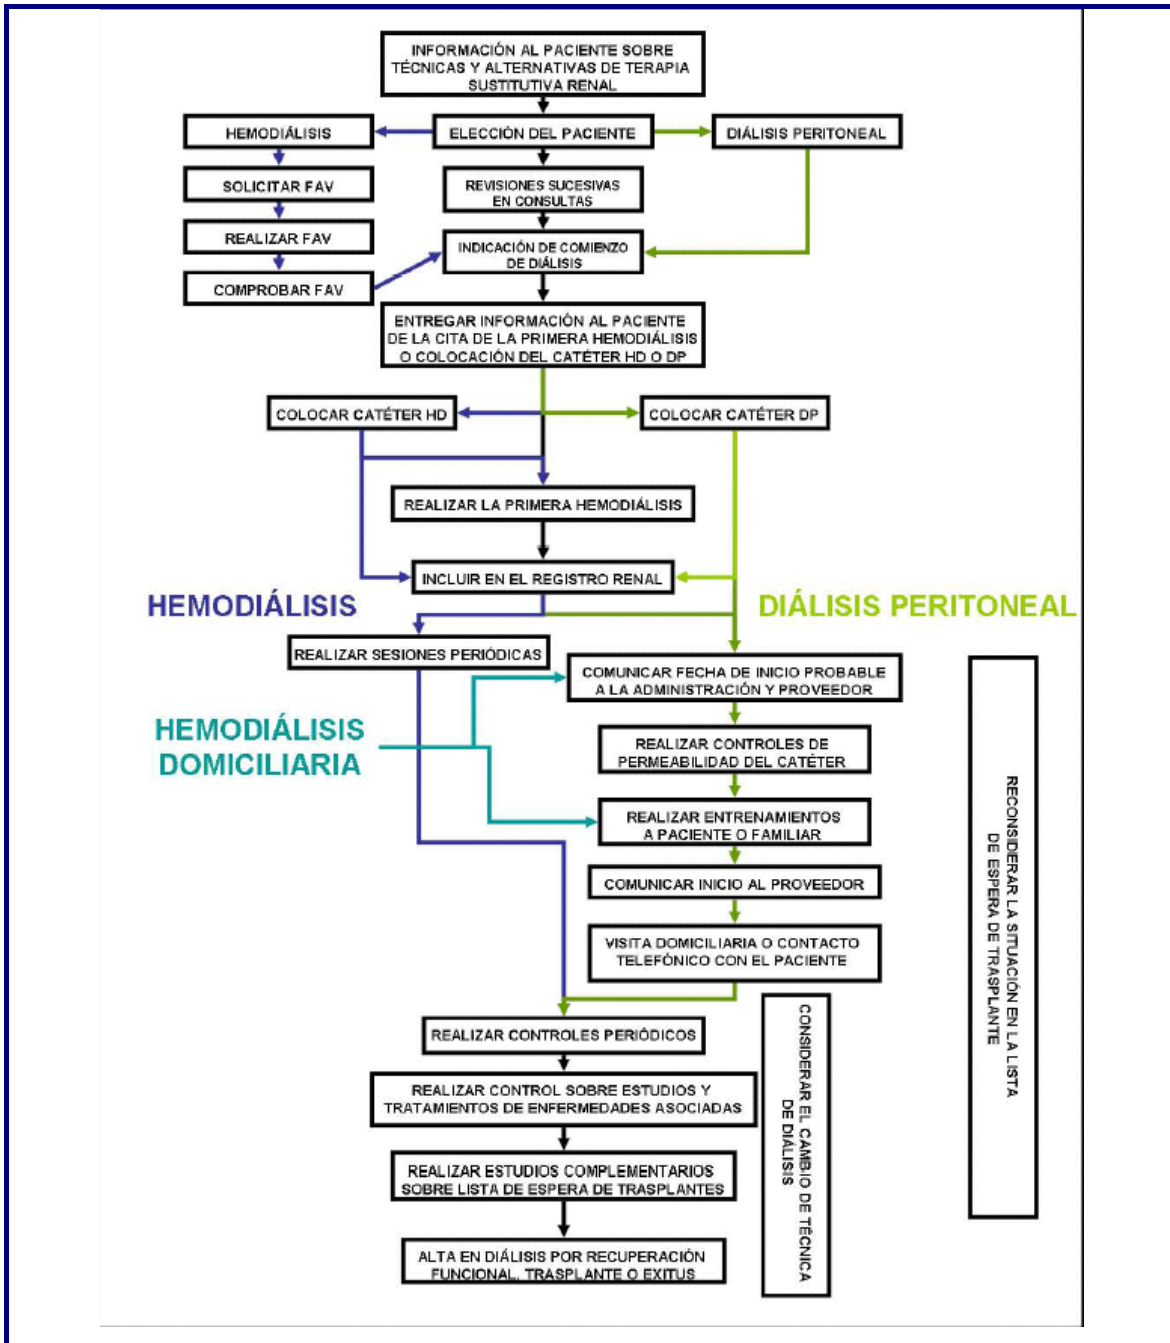 INFORMACIÓN AL PACIENTE SOBRE
TÉCNICAS Y ALTERNATIVAS DE TERAPIA
SUSTITUTIVA RENAL
HEMODIÁLISIS
ELECCIÓN DEL PACIENTE
DIÁLISIS PERITONEAL
SOLICITAR FAV
REVISIONES SUCESIVAS
EN CONSULTAS
REALIZAR FAV
INDICACIÓN DE COMIENZO
DE DIÁLISIS
COMPROBAR FAV
ENTREGAR INFORMACIÓN AL PACIENTE
DE LA CITA DE LA PRIMERA HEMODIÁLISIS
O COLOCACIÓN DEL CATÉTER HD O DP
COLOCAR CATÉTER HD
COLOCAR CATÉTER DP
REALIZAR LA PRIMERA HEMODIÁLISIS
INCLUIR EN EL REGISTRO RENAL
HEMODIÁLISIS
DIÁLISIS PERITONEAL
REALIZAR SESIONES PERIÓDICAS
COMUNICAR FECHA DE INICIO PROBABLE
A LA ADMINISTRACIÓN Y PROVEEDOR
HEMODIÁLISIS
DOMICILIARIA
REALIZAR CONTROLES DE
PERMEABILIDAD DEL CATÉTER
REALIZAR ENTRENAMIENTOS
A PACIENTE O FAMILIAR
COMUNICAR INICIO AL PROVEEDOR
VISITA DOMICILIARIA O CONTACTO
TELEFÓNICO CON EL PACIENTE
RECONSIDERAR LA SITUACIÓN EN LA LISTA
DE ESPERA DE TRASPLANTE
REALIZAR CONTROLES PERIÓDICOS
REALIZAR CONTROL SOBRE ESTUDIOS Y
TRATAMIENTOS DE ENFERMEDADES ASOCIADAS
REALIZAR ESTUDIOS COMPLEMENTARIOS
SOBRE LISTA DE ESPERA DE TRASPLANTES
ALTA EN DIÁLISIS POR RECUPERACIÓN
FUNCIONAL, TRASPLANTE O EXITUS
CONSIDERAR EL CAMBIO DE TÉCNICA
DE DIÁLISIS